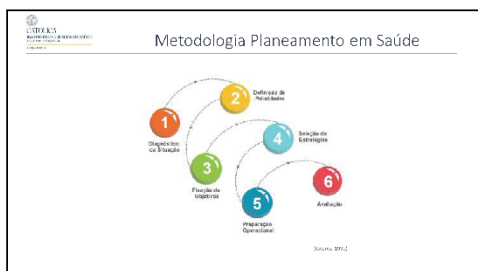 CATÓLICA
Metodologia Planeamento em Saúde
1
Diagnóstico
da Situação
2
Definição de
Prioridades
3
Fixação de
Objetivos
4
Seleção de
Estratégias
5
Preparação
Operacional
6
Avaliação